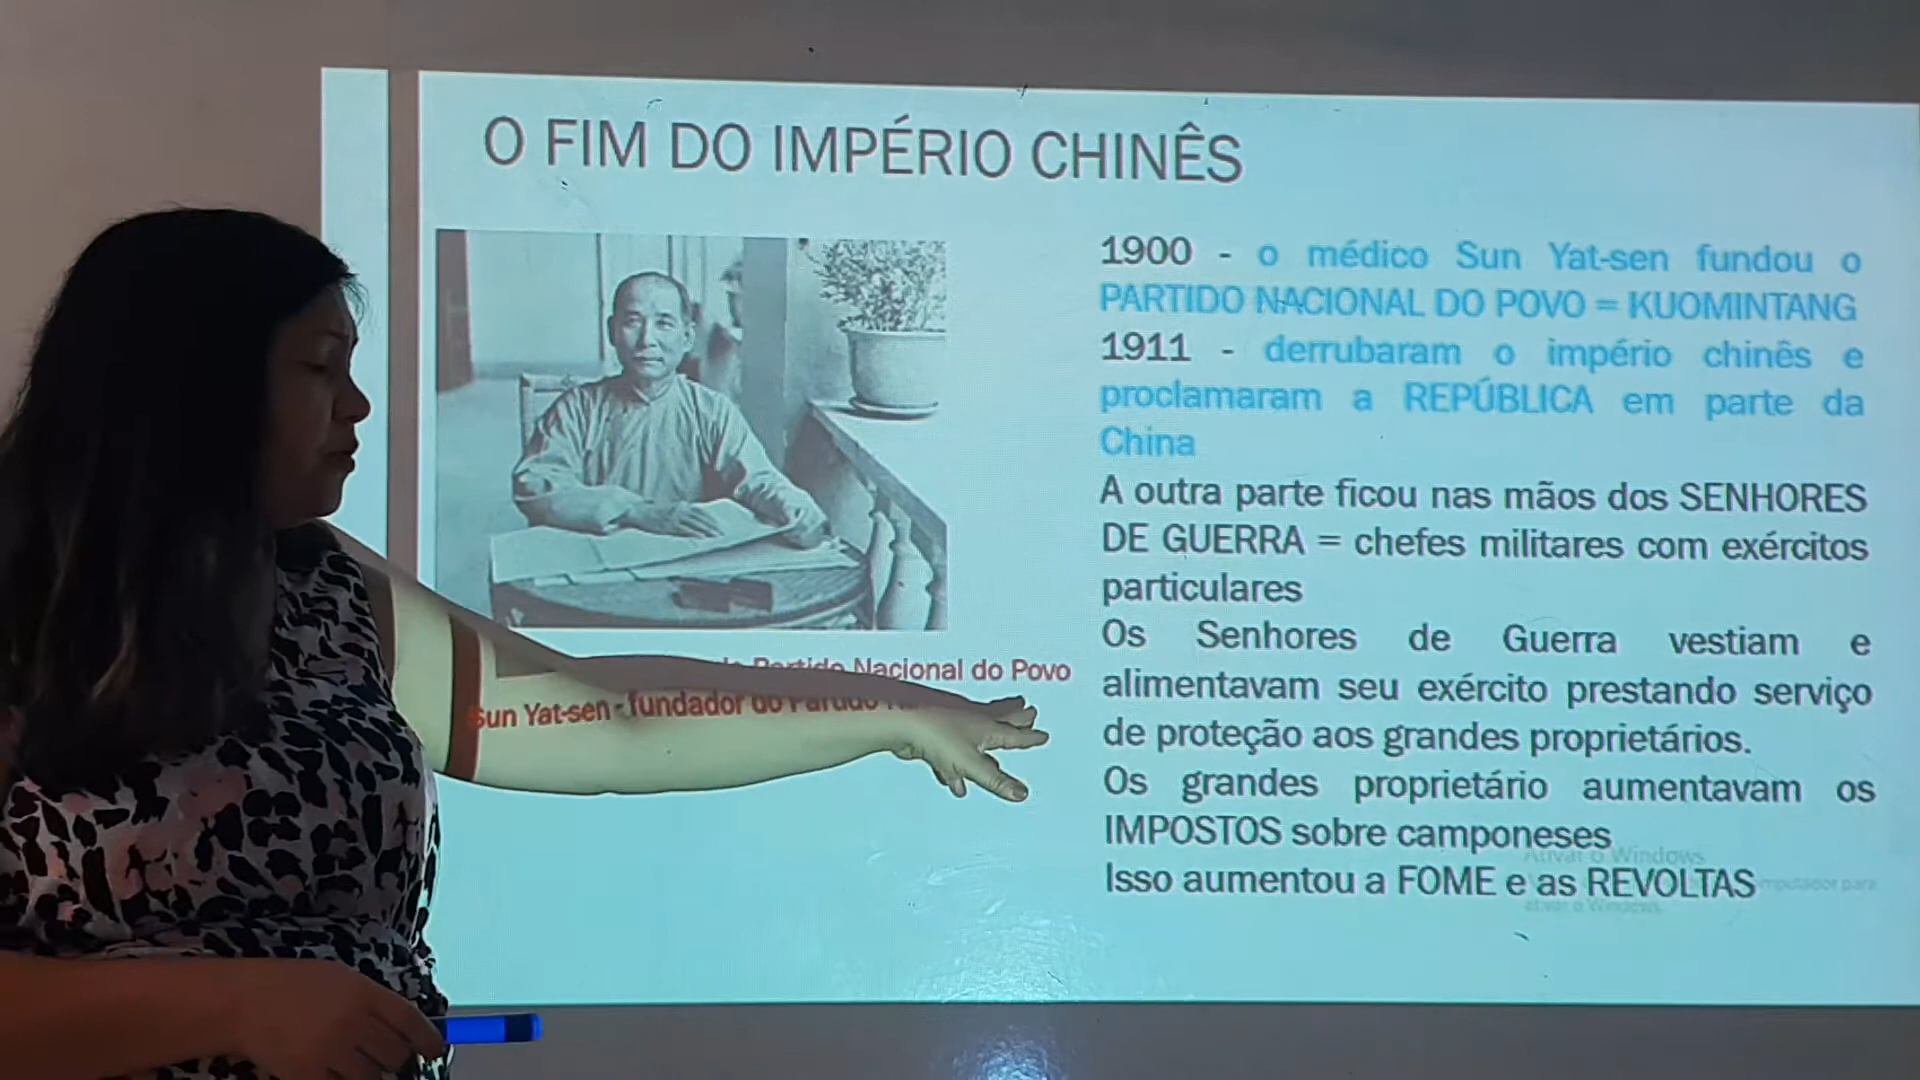 O FIM DO IMPÉRIO CHINÊS
1900 - o médico Sun Yat-sen fundou o
PARTIDO NACIONAL DO POVO = KUOMINTANG
1911 - derrubaram o império chinês e
proclamaram a REPÚBLICA em parte da
China
A outra parte ficou nas mãos dos SENHORES
DE GUERRA = chefes militares com exércitos
particulares
Os Senhores de Guerra vestiam e
alimentavam seu exército prestando serviço
de proteção aos grandes proprietários.
Os grandes proprietário aumentavam os
IMPOSTOS sobre camponeses
Isso aumentou a FOME e as REVOLTAS
Partido Nacional do Povo
Sun Yat-sen - fundador do Partido
Ativar o Windows
computador para
ativar o Windows.